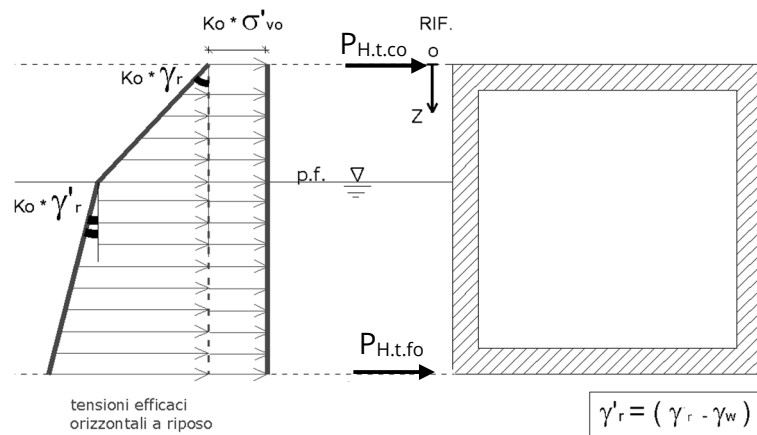 Ko * σ'vo
RIF.
PH.t.co
o
Ko * γr
Z
p.f.
Ko * γ'r
PH.t.fo
tensioni efficaci
orizzontali a riposo
γ'r = ( γr - γw )